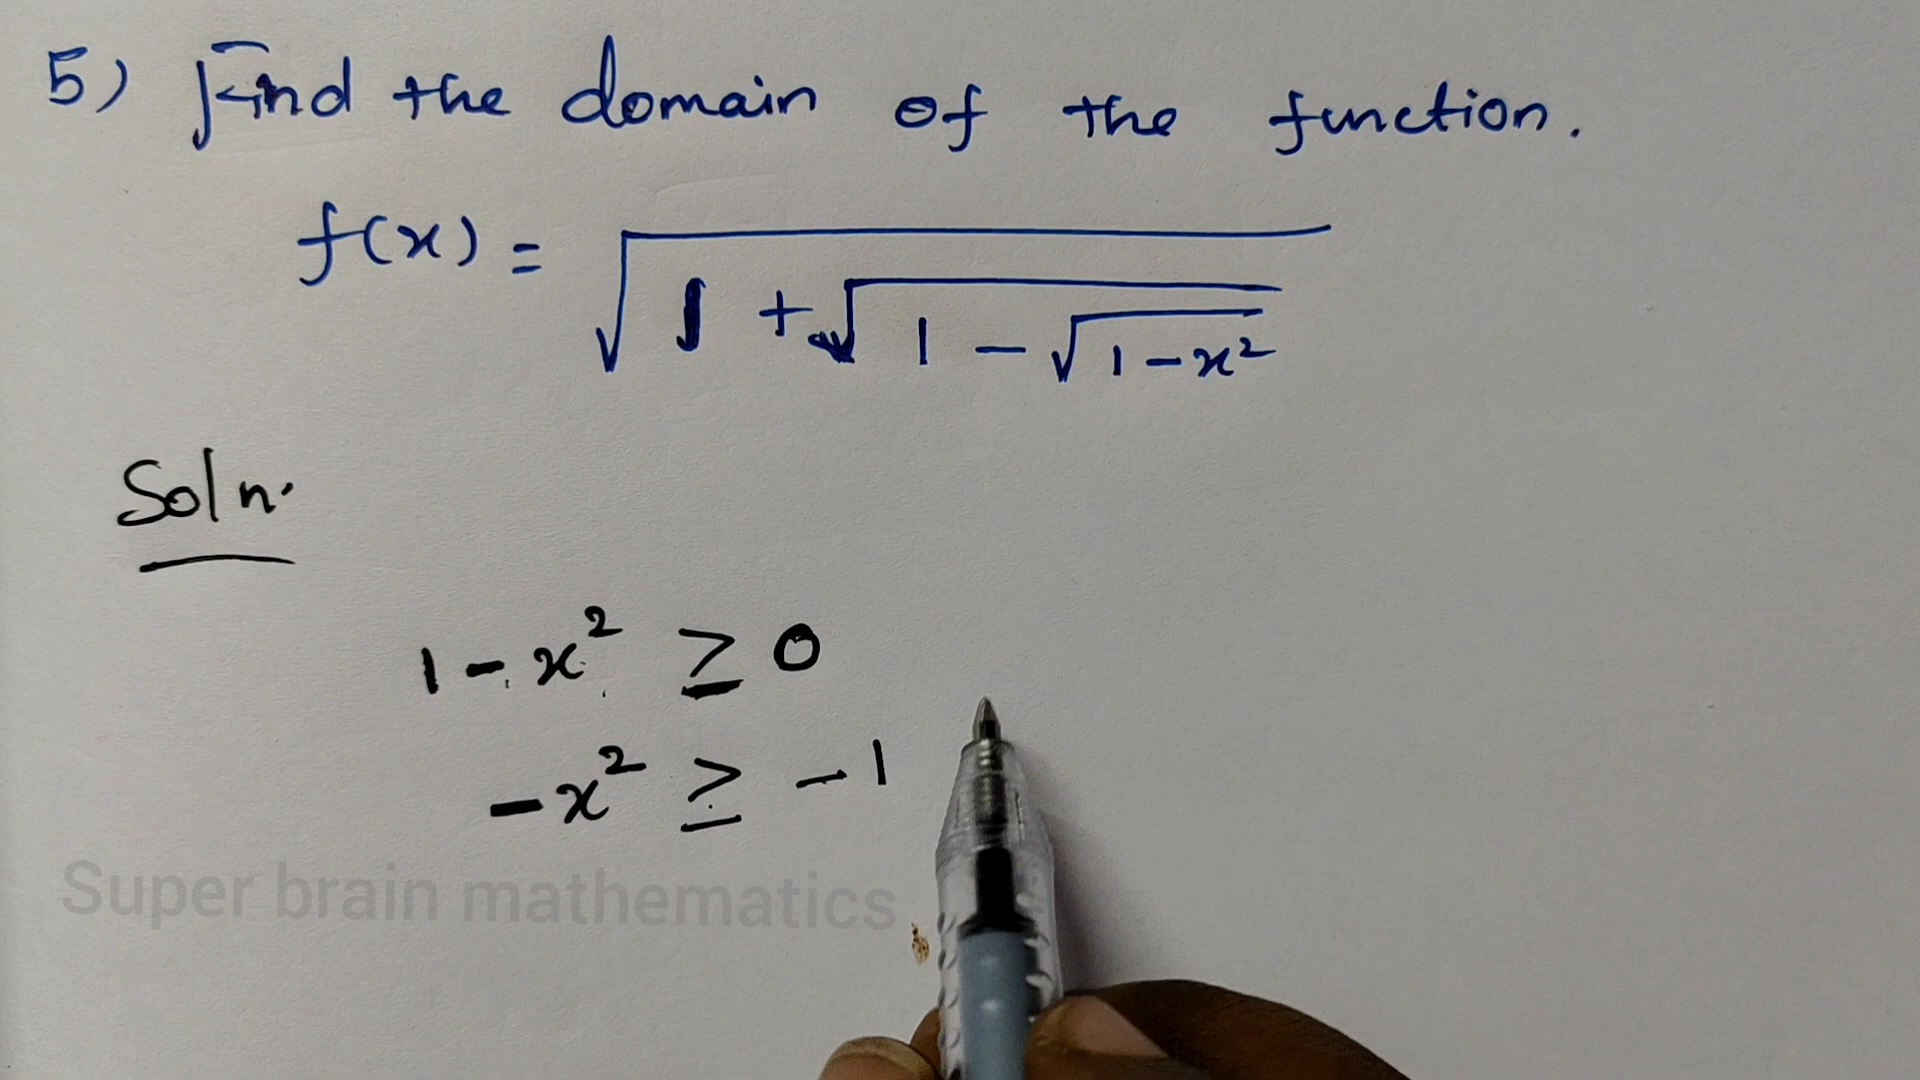 5) Find the domain of the function.
f(x) = √(1 + √(1 − √(1 − x²)))
Soln.
1 − x² ≥ 0
−x² ≥ −1
Super brain mathematics